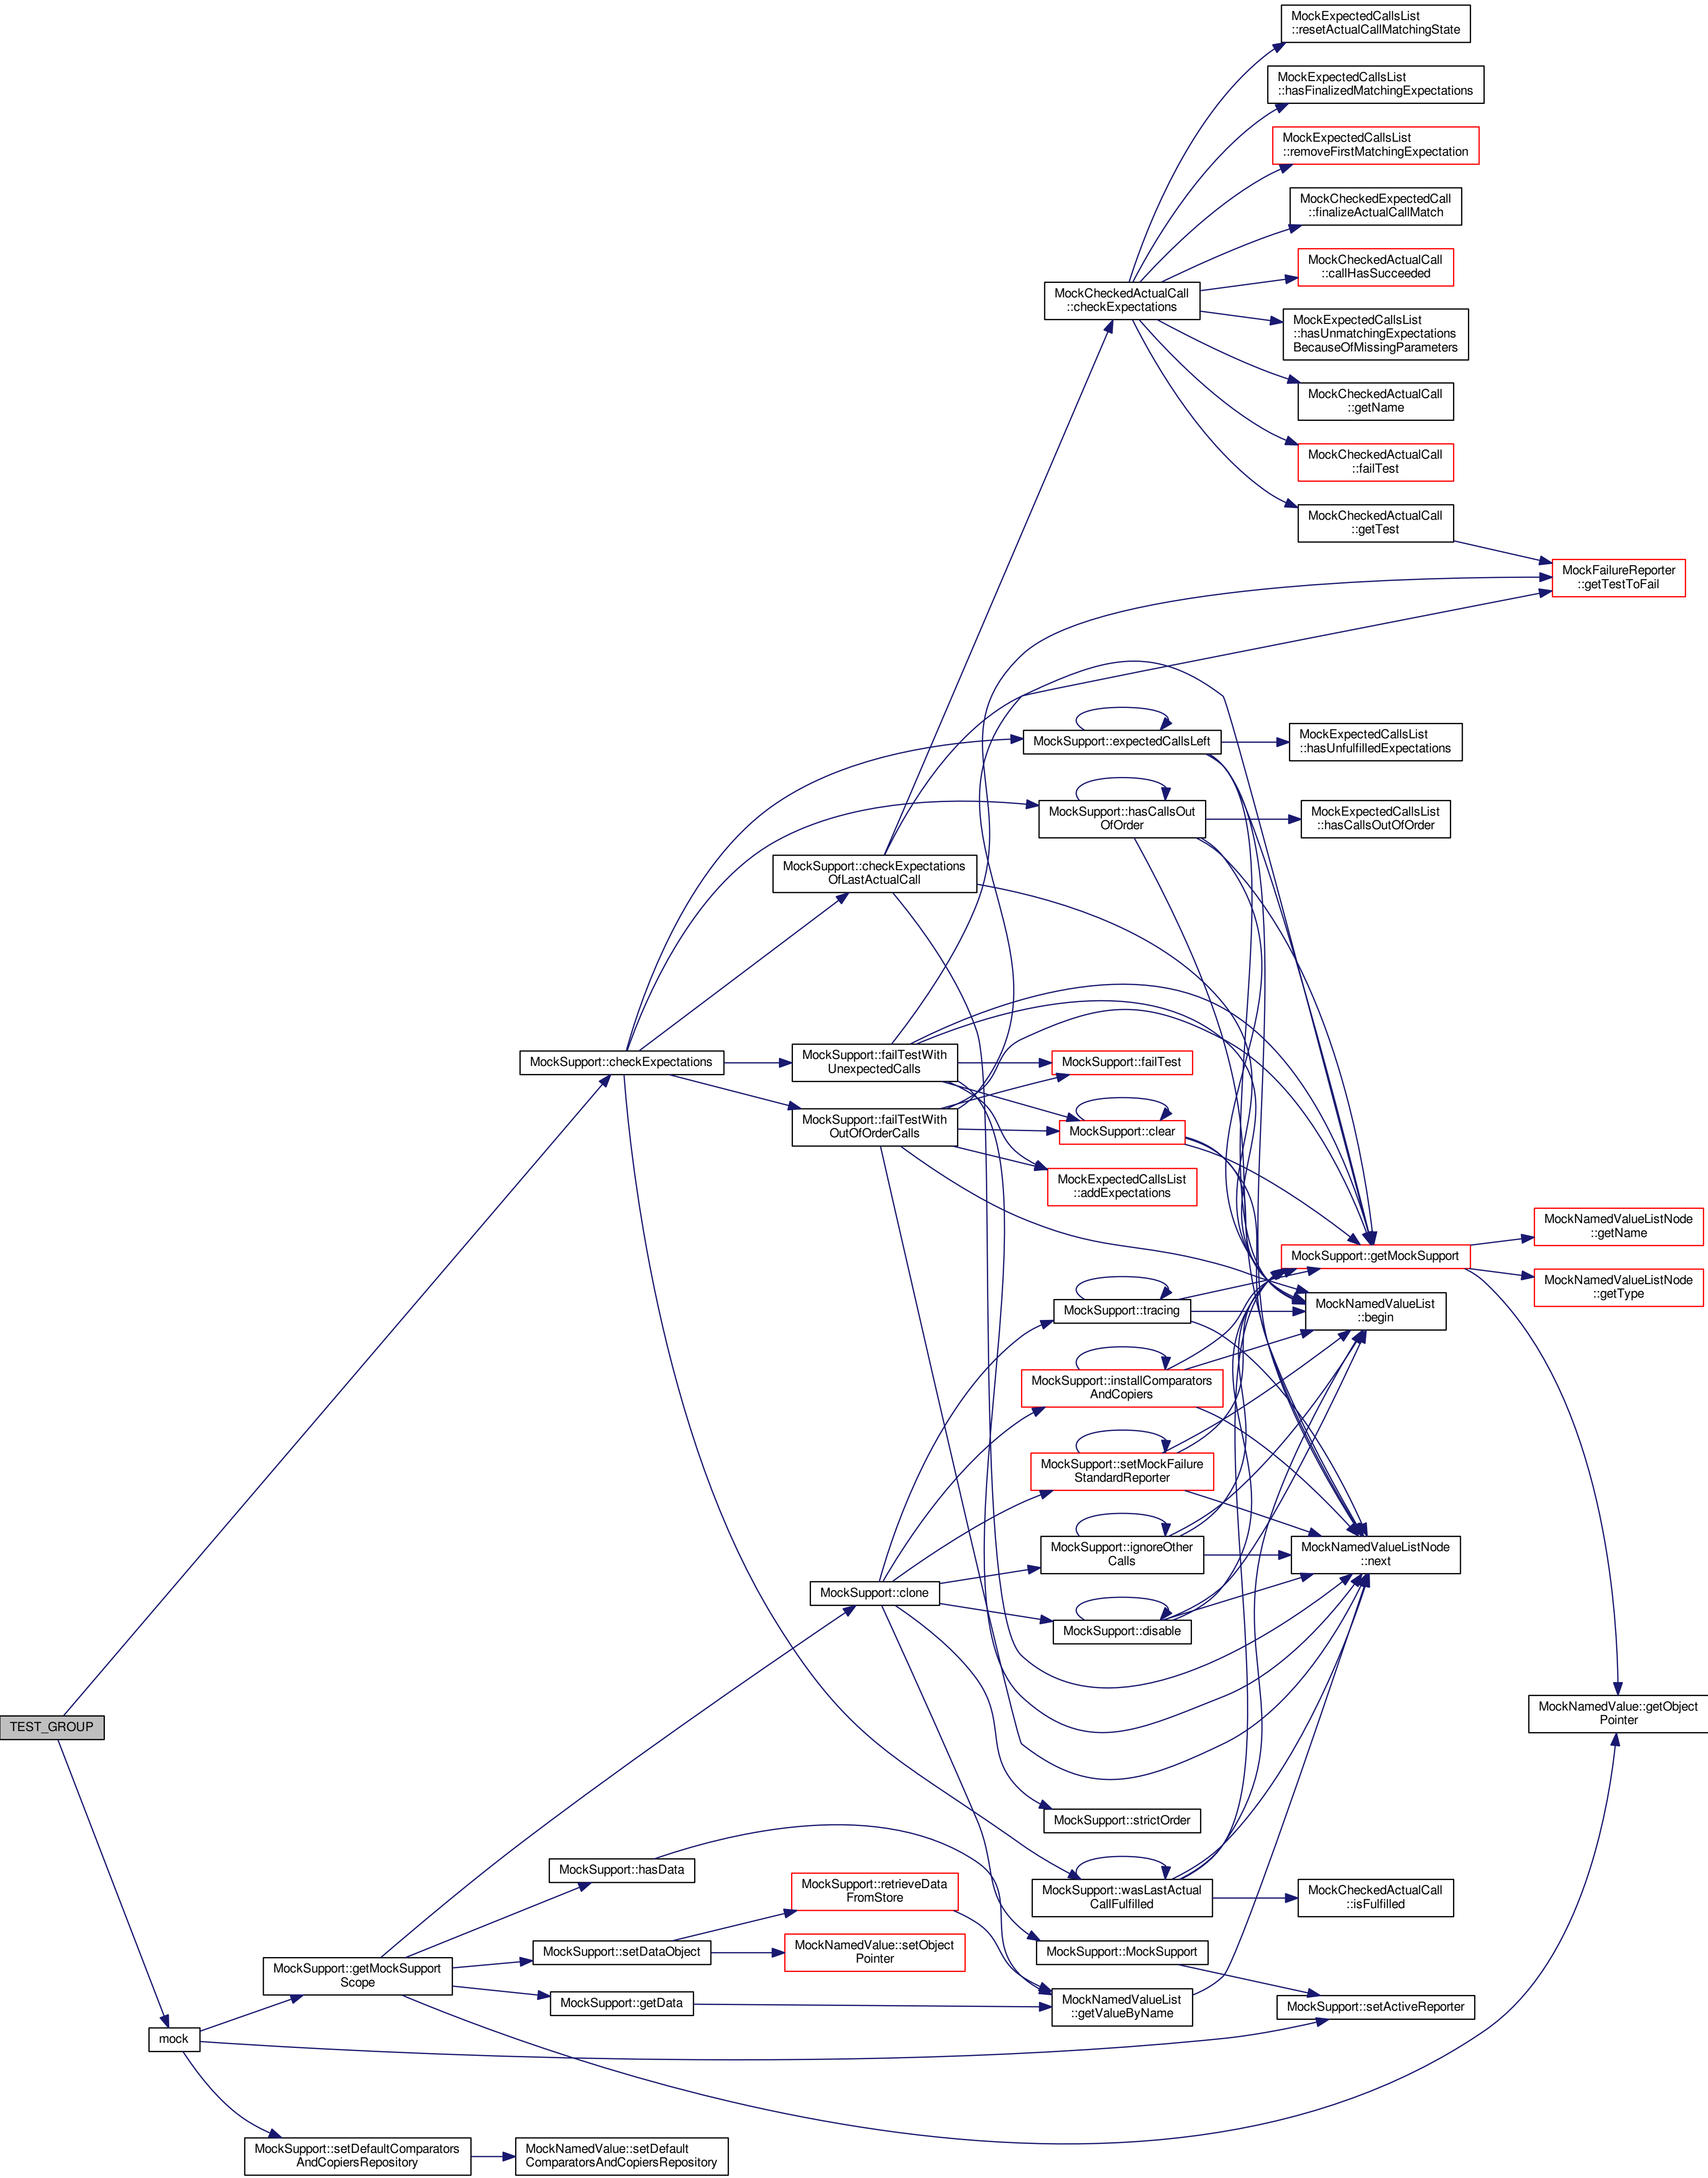 MockExpectedCallsList
::resetActualCallMatchingState
MockExpectedCallsList
::hasFinalizedMatchingExpectations
MockExpectedCallsList
::removeFirstMatchingExpectation
MockCheckedExpectedCall
::finalizeActualCallMatch
MockCheckedActualCall
::callHasSucceeded
MockCheckedActualCall
::checkExpectations
MockExpectedCallsList
::hasUnmatchingExpectations
BecauseOfMissingParameters
MockCheckedActualCall
::getName
MockCheckedActualCall
::failTest
MockCheckedActualCall
::getTest
MockFailureReporter
::getTestToFail
MockSupport::expectedCallsLeft
MockExpectedCallsList
::hasUnfulfilledExpectations
MockSupport::hasCallsOut
OfOrder
MockExpectedCallsList
::hasCallsOutOfOrder
MockSupport::checkExpectations
OfLastActualCall
MockSupport::checkExpectations
MockSupport::failTestWith
UnexpectedCalls
MockSupport::failTest
MockSupport::failTestWith
OutOfOrderCalls
MockSupport::clear
MockExpectedCallsList
::addExpectations
MockNamedValueListNode
::getName
MockSupport::getMockSupport
MockNamedValueListNode
::getType
MockSupport::tracing
MockNamedValueList
::begin
MockSupport::installComparators
AndCopiers
MockSupport::setMockFailure
StandardReporter
MockSupport::ignoreOther
Calls
MockNamedValueListNode
::next
MockSupport::clone
MockSupport::disable
TEST_GROUP
MockNamedValue::getObject
Pointer
MockSupport::strictOrder
MockSupport::hasData
MockSupport::retrieveData
FromStore
MockSupport::wasLastActual
CallFulfilled
MockCheckedActualCall
::isFulfilled
MockSupport::setDataObject
MockNamedValue::setObject
Pointer
MockSupport::MockSupport
MockSupport::getMockSupport
Scope
MockSupport::getData
MockNamedValueList
::getValueByName
MockSupport::setActiveReporter
mock
MockSupport::setDefaultComparators
AndCopiersRepository
MockNamedValue::setDefault
ComparatorsAndCopiersRepository